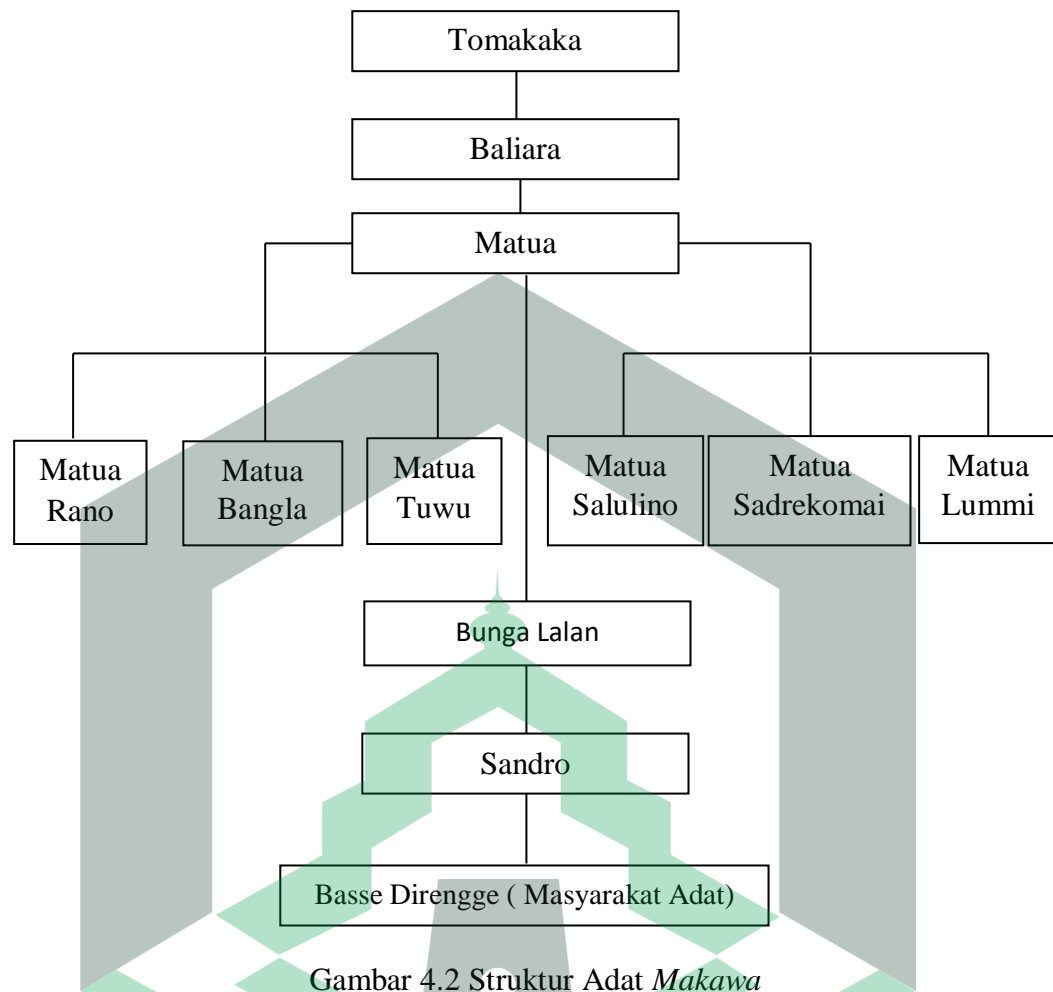 Tomakaka
Baliara
Matua
Matua
Rano
Matua
Bangla
Matua
Tuwu
Matua
Salulino
Matua
Sadrekomai
Matua
Lummi
Bunga Lalan
Sandro
Basse Direngge ( Masyarakat Adat)
Gambar 4.2 Struktur Adat Makawa